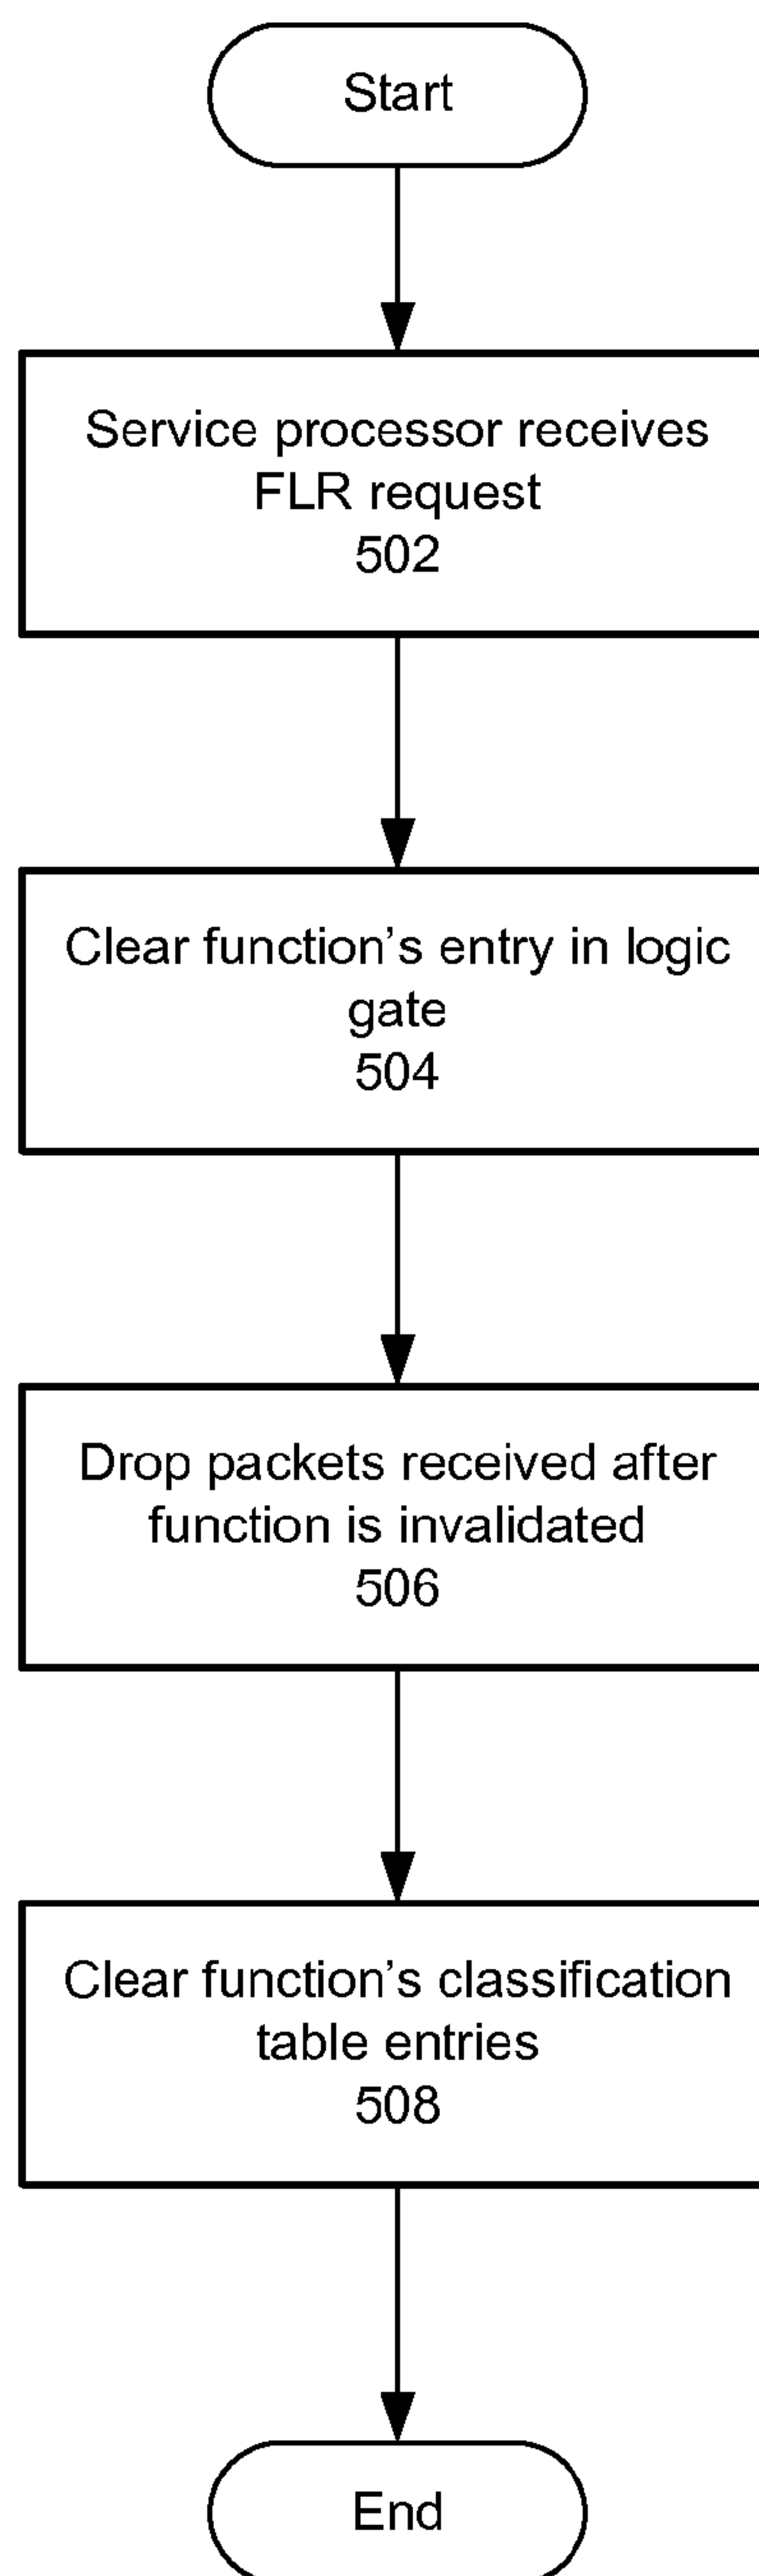 Start
Service processor receives
FLR request
502
Clear function’s entry in logic
gate
504
Drop packets received after
function is invalidated
506
Clear function’s classification
table entries
508
End